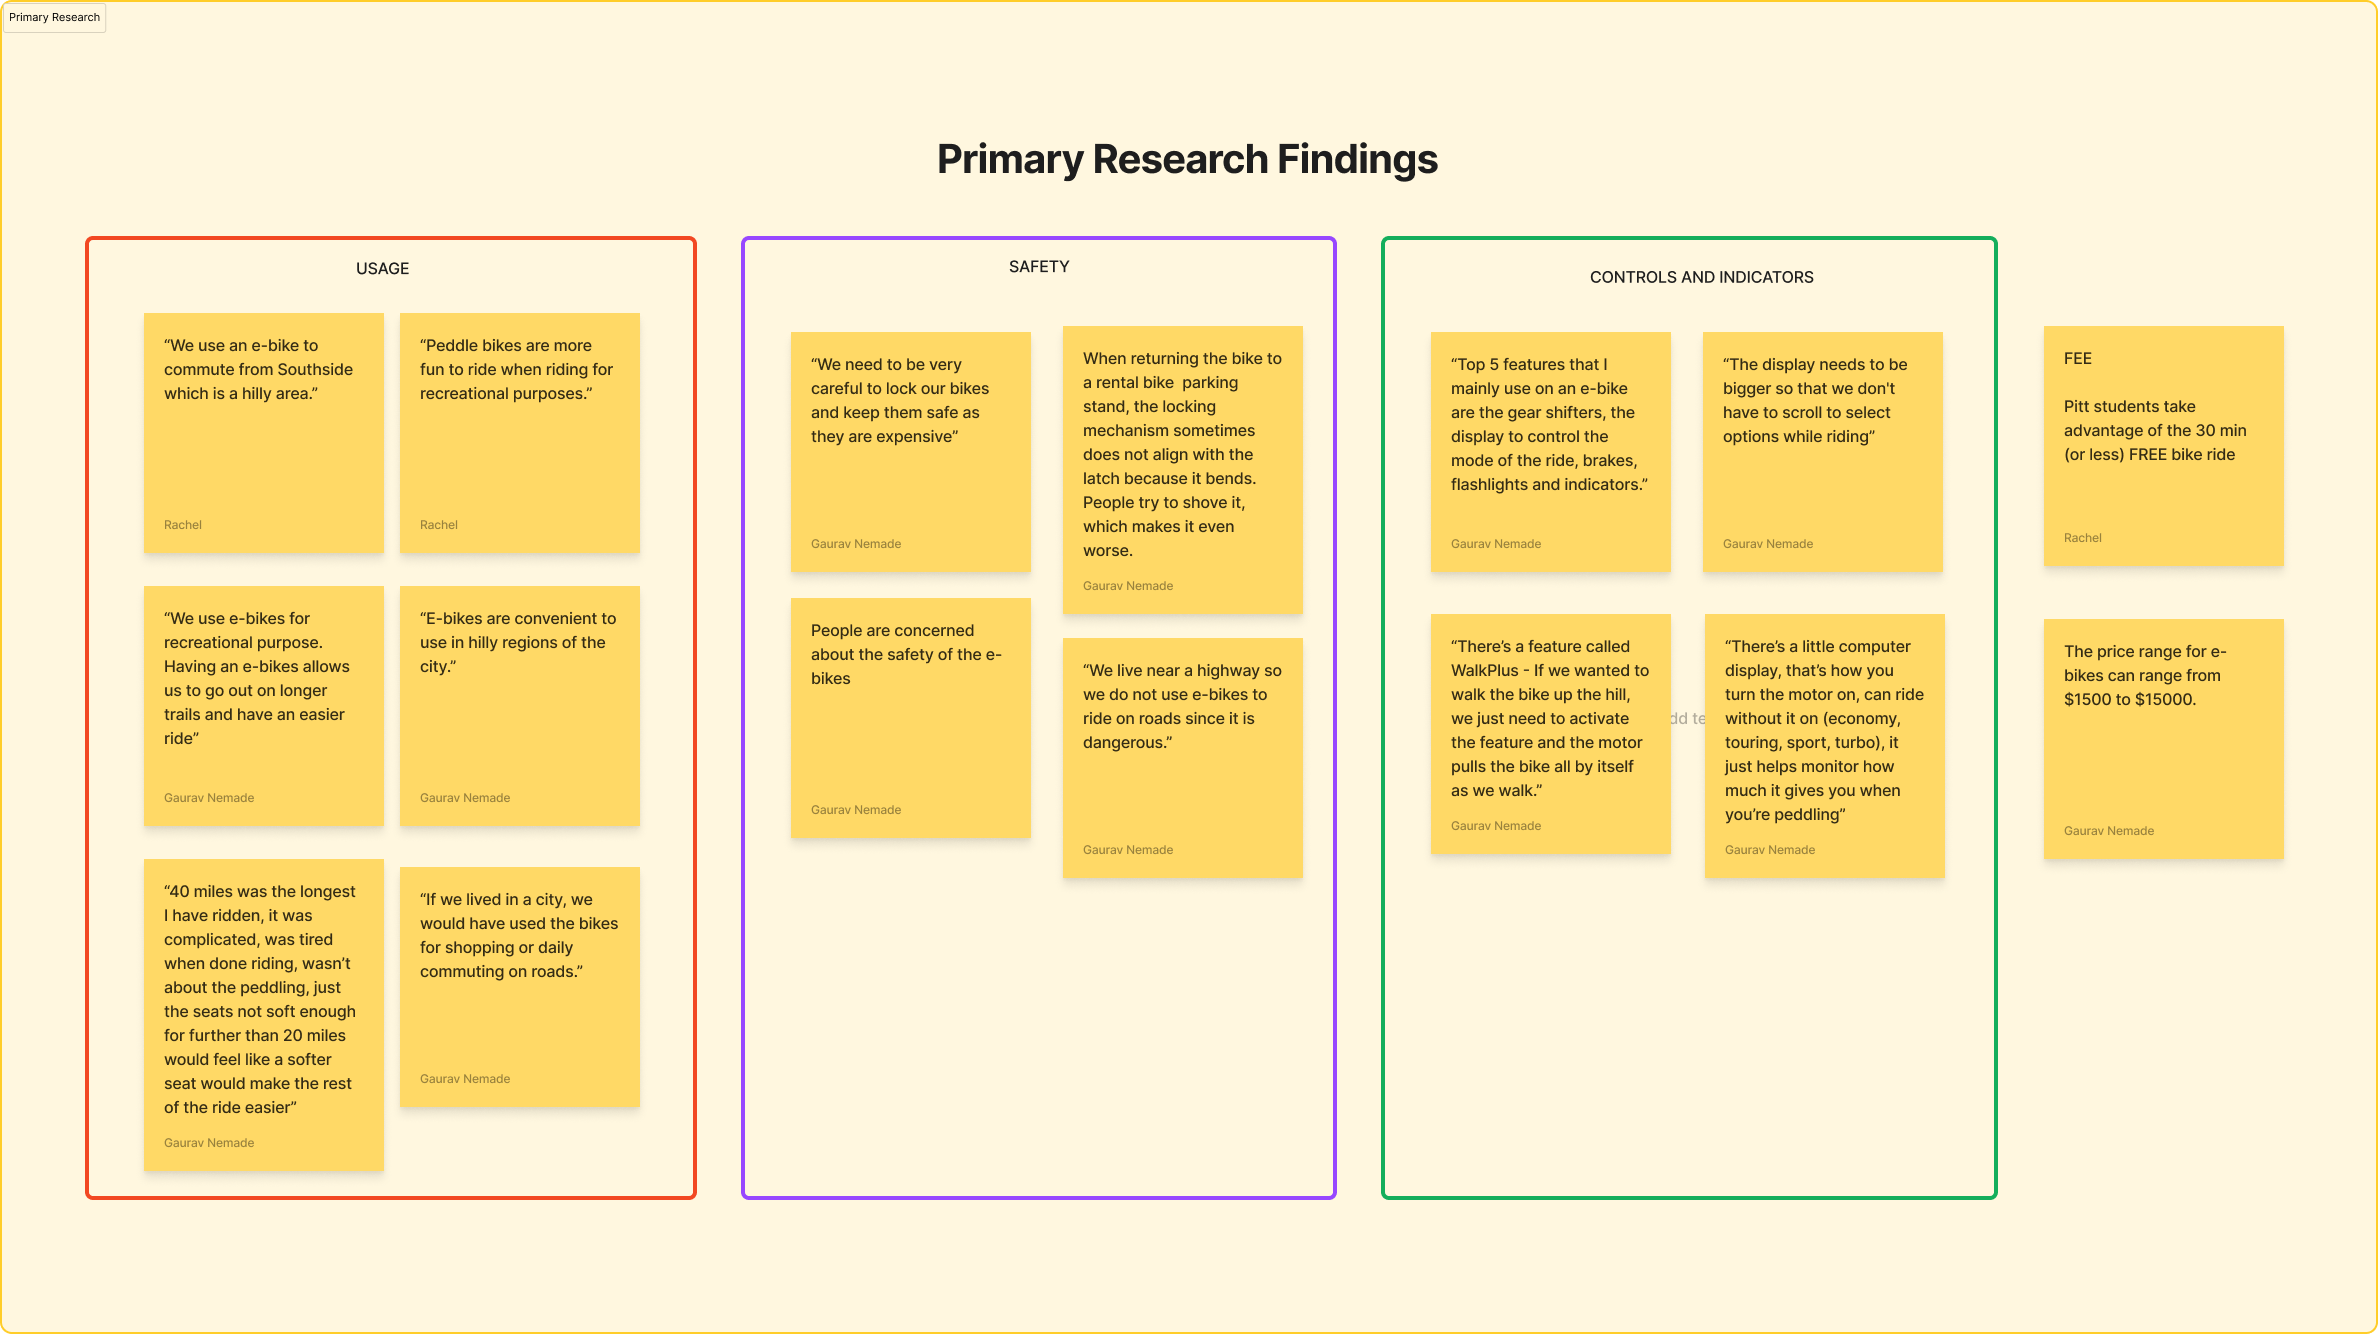 Primary Research
Primary Research Findings
USAGE
“We use an e-bike to
commute from Southside
which is a hilly area.”
Rachel
“Peddle bikes are more
fun to ride when riding for
recreational purposes.”
Rachel
“We use e-bikes for
recreational purpose.
Having an e-bikes allows
us to go out on longer
trails and have an easier
ride”
Gaurav Nemade
“E-bikes are convenient to
use in hilly regions of the
city.”
Gaurav Nemade
“40 miles was the longest
I have ridden, it was
complicated, was tired
when done riding, wasn’t
about the peddling, just
the seats not soft enough
for further than 20 miles
would feel like a softer
seat would make the rest
of the ride easier”
Gaurav Nemade
“If we lived in a city, we
would have used the bikes
for shopping or daily
commuting on roads.”
Gaurav Nemade
SAFETY
“We need to be very
careful to lock our bikes
and keep them safe as
they are expensive”
Gaurav Nemade
When returning the bike to
a rental bike  parking
stand, the locking
mechanism sometimes
does not align with the
latch because it bends.
People try to shove it,
which makes it even
worse.
Gaurav Nemade
People are concerned
about the safety of the e-
bikes
Gaurav Nemade
“We live near a highway so
we do not use e-bikes to
ride on roads since it is
dangerous.”
Gaurav Nemade
CONTROLS AND INDICATORS
“Top 5 features that I
mainly use on an e-bike
are the gear shifters, the
display to control the
mode of the ride, brakes,
flashlights and indicators.”
Gaurav Nemade
“The display needs to be
bigger so that we don't
have to scroll to select
options while riding”
Gaurav Nemade
“There’s a feature called
WalkPlus - If we wanted to
walk the bike up the hill,
we just need to activate
the feature and the motor
pulls the bike all by itself
as we walk.”
Gaurav Nemade
“There’s a little computer
display, that’s how you
turn the motor on, can ride
without it on (economy,
touring, sport, turbo), it
just helps monitor how
much it gives you when
you’re peddling”
Gaurav Nemade
FEE
Pitt students take
advantage of the 30 min
(or less) FREE bike ride
Rachel
The price range for e-
bikes can range from
$1500 to $15000.
Gaurav Nemade